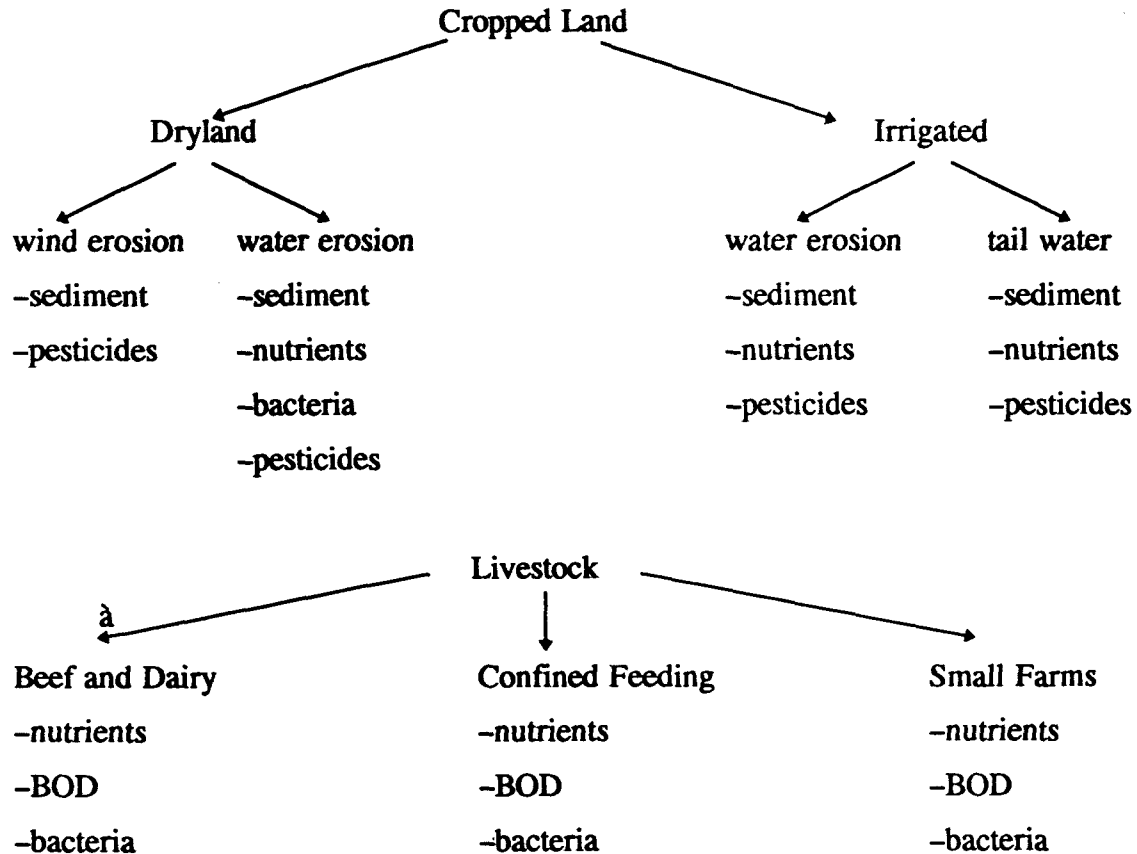 Cropped Land
Dryland
Irrigated
wind erosion
–sediment
–pesticides
water erosion
–sediment
–nutrients
–bacteria
–pesticides
water erosion
–sediment
–nutrients
–pesticides
tail water
–sediment
–nutrients
–pesticides
Livestock
à
Beef and Dairy
–nutrients
–BOD
–bacteria
Confined Feeding
–nutrients
–BOD
–bacteria
Small Farms
–nutrients
–BOD
–bacteria